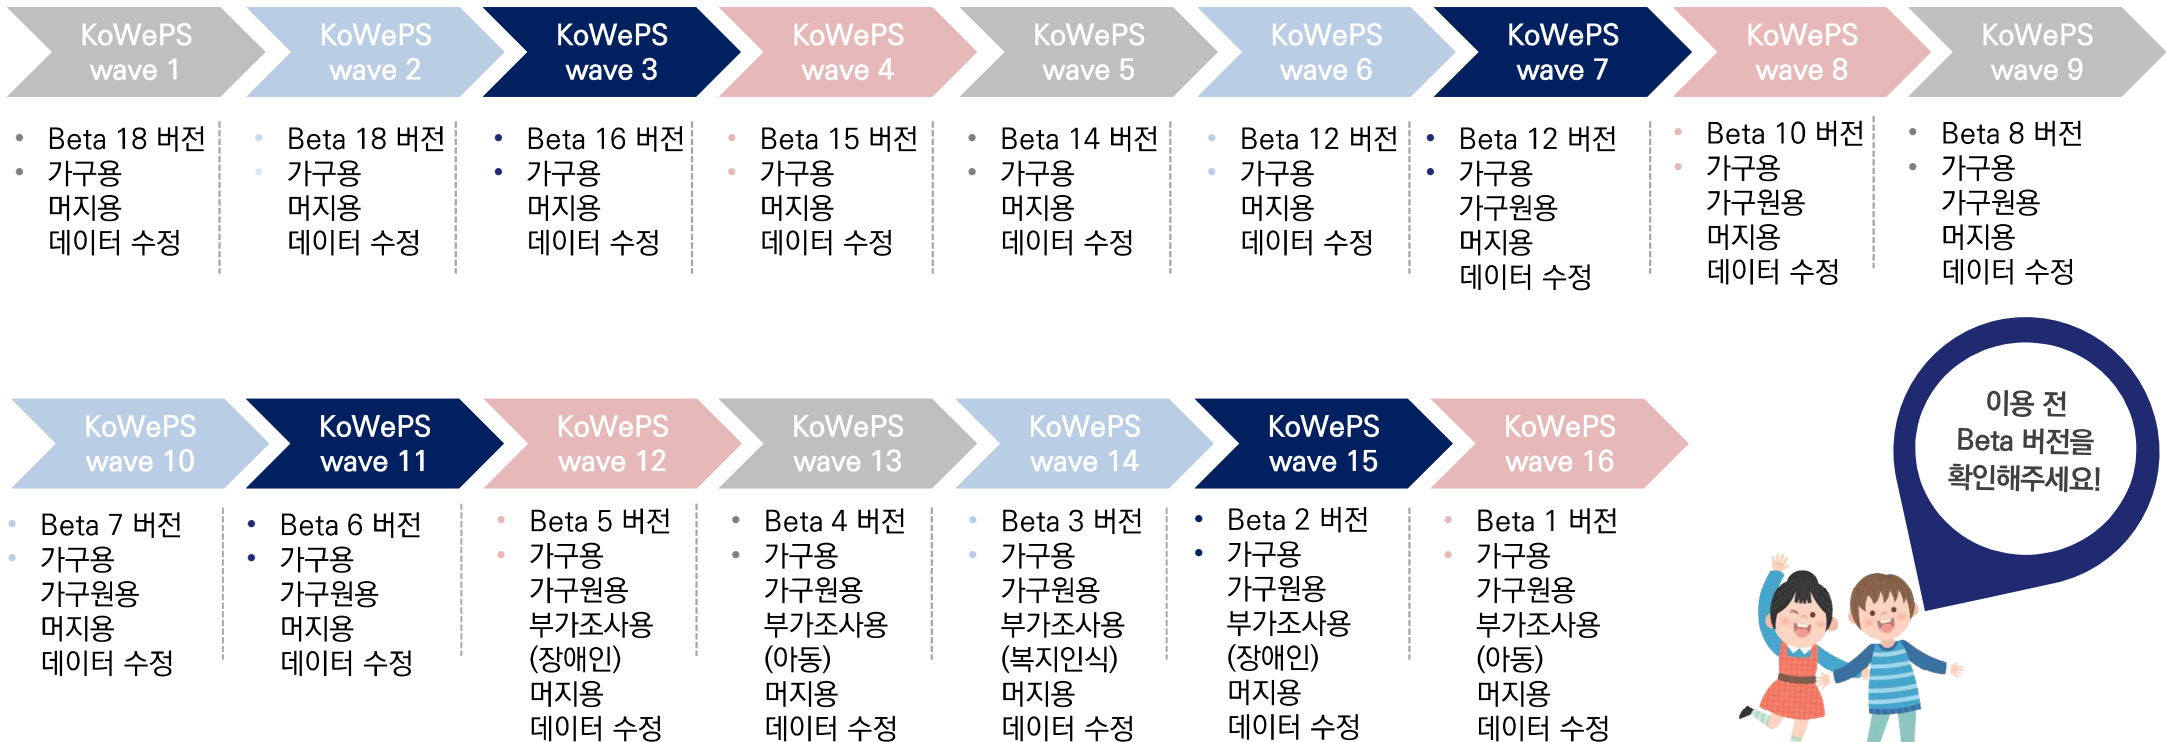 KoWePS
wave 1
KoWePS
wave 2
KoWePS
wave 3
KoWePS
wave 4
KoWePS
wave 5
KoWePS
wave 6
KoWePS
wave 7
KoWePS
wave 8
KoWePS
wave 9
• Beta 18 버전
• 가구용
머지용
데이터 수정
• Beta 18 버전
• 가구용
머지용
데이터 수정
• Beta 16 버전
• 가구용
머지용
데이터 수정
• Beta 15 버전
• 가구용
머지용
데이터 수정
• Beta 14 버전
• 가구용
머지용
데이터 수정
• Beta 12 버전
• 가구용
머지용
데이터 수정
• Beta 12 버전
• 가구용
가구원용
머지용
데이터 수정
• Beta 10 버전
• 가구용
가구원용
머지용
데이터 수정
• Beta 8 버전
• 가구용
가구원용
머지용
데이터 수정
KoWePS
wave 10
KoWePS
wave 11
KoWePS
wave 12
KoWePS
wave 13
KoWePS
wave 14
KoWePS
wave 15
KoWePS
wave 16
• Beta 7 버전
• 가구용
가구원용
머지용
데이터 수정
• Beta 6 버전
• 가구용
가구원용
머지용
데이터 수정
• Beta 5 버전
• 가구용
가구원용
부가조사용
(장애인)
머지용
데이터 수정
• Beta 4 버전
• 가구용
가구원용
부가조사용
(아동)
머지용
데이터 수정
• Beta 3 버전
• 가구용
가구원용
부가조사용
(복지인식)
머지용
데이터 수정
• Beta 2 버전
• 가구용
가구원용
부가조사용
(장애인)
머지용
데이터 수정
• Beta 1 버전
• 가구용
가구원용
부가조사용
(아동)
머지용
데이터 수정
이용 전
Beta 버전을
확인해주세요!